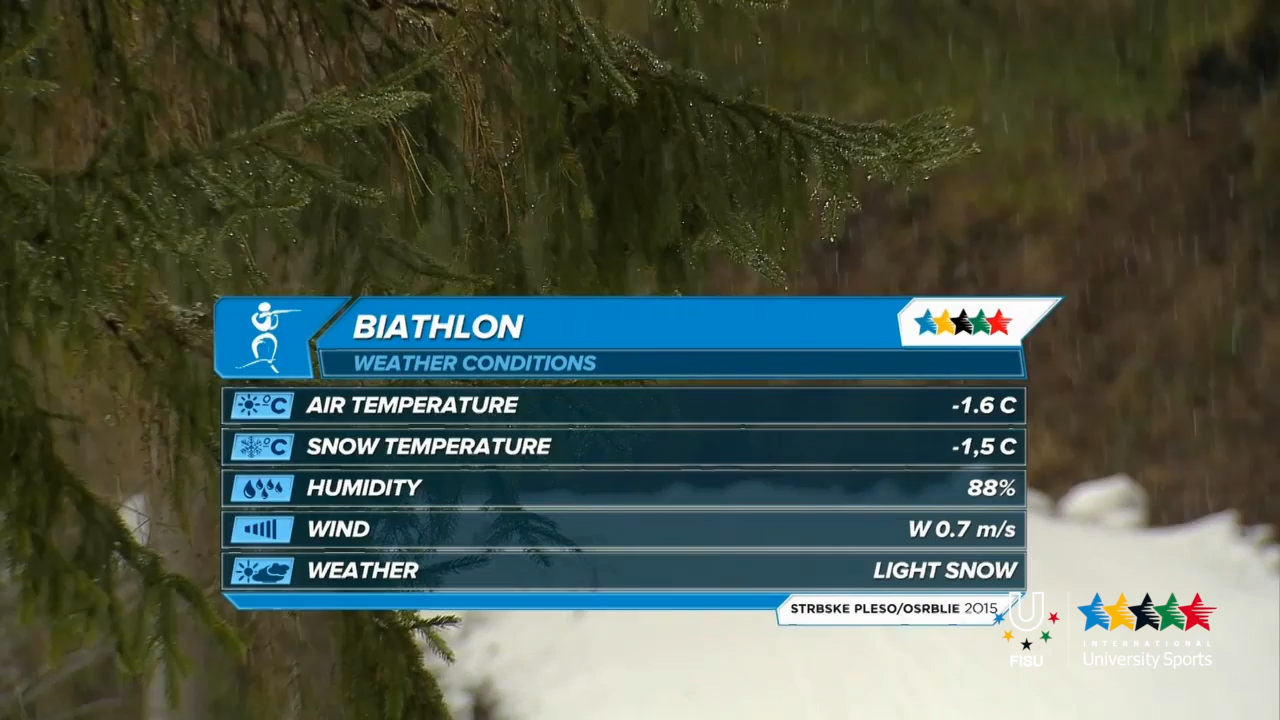 BIATHLON
WEATHER CONDITIONS
°C AIR TEMPERATURE -1.6 C
°C SNOW TEMPERATURE -1,5 C
HUMIDITY 88%
WIND W 0.7 m/s
WEATHER LIGHT SNOW
STRBSKE PLESO/OSRBLIE 2015
U
FISU
INTERNATIONAL
University Sports